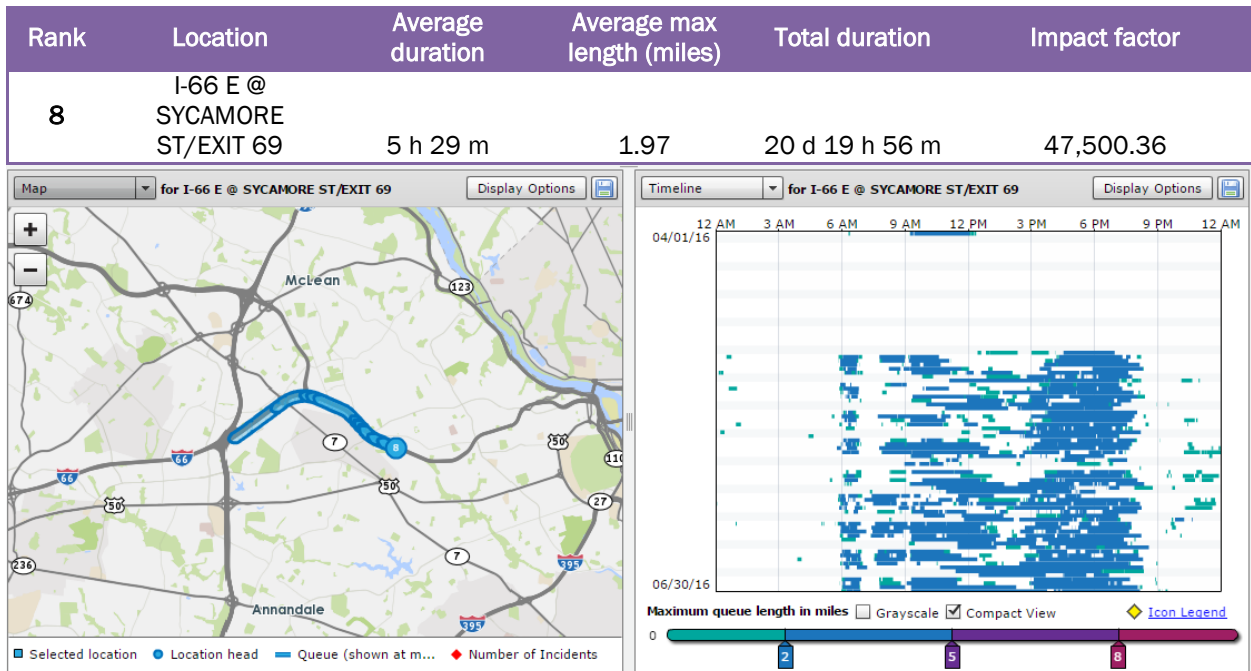 Rank Location Average duration Average max length (miles) Total duration Impact factor
8 I-66 E @ SYCAMORE ST/EXIT 69 5 h 29 m 1.97 20 d 19 h 56 m 47,500.36
Map for I-66 E @ SYCAMORE ST/EXIT 69 Display Options
Timeline for I-66 E @ SYCAMORE ST/EXIT 69 Display Options
+
−
McLean
123
674
7
8
66
66
50
50
50
110
27
7
236
395
395
Annandale
Selected location Location head Queue (shown at m... Number of Incidents
12 AM 3 AM 6 AM 9 AM 12 PM 3 PM 6 PM 9 PM 12 AM
04/01/16
06/30/16
Maximum queue length in miles Grayscale Compact View Icon Legend
0 2 5 8